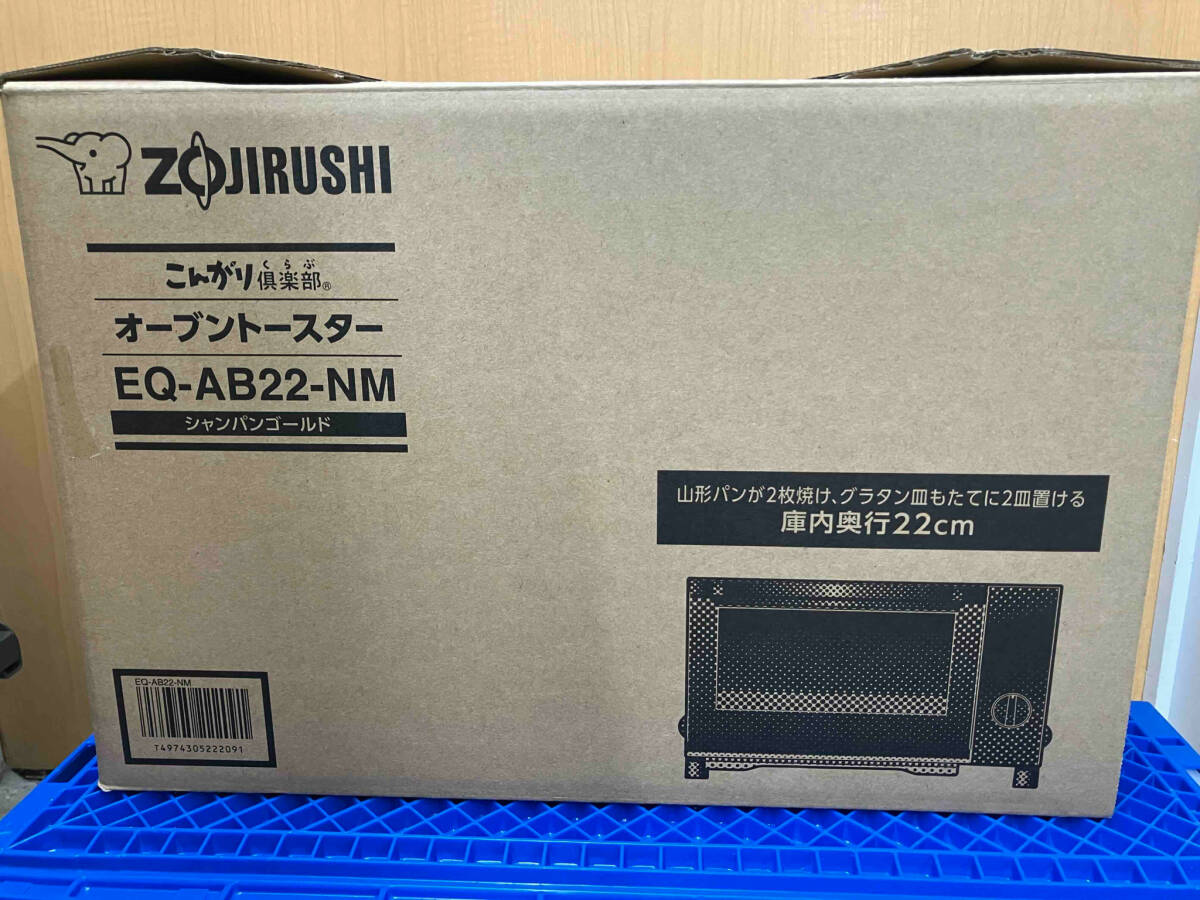 ZOJIRUSHI
くらぶ
こんがり倶楽部®
オーブントースター
EQ-AB22-NM
シャンパンゴールド
山形パンが2枚焼け、グラタン皿もたてに2皿置ける
庫内奥行22cm
EQ-AB22-NM
T4974305222091